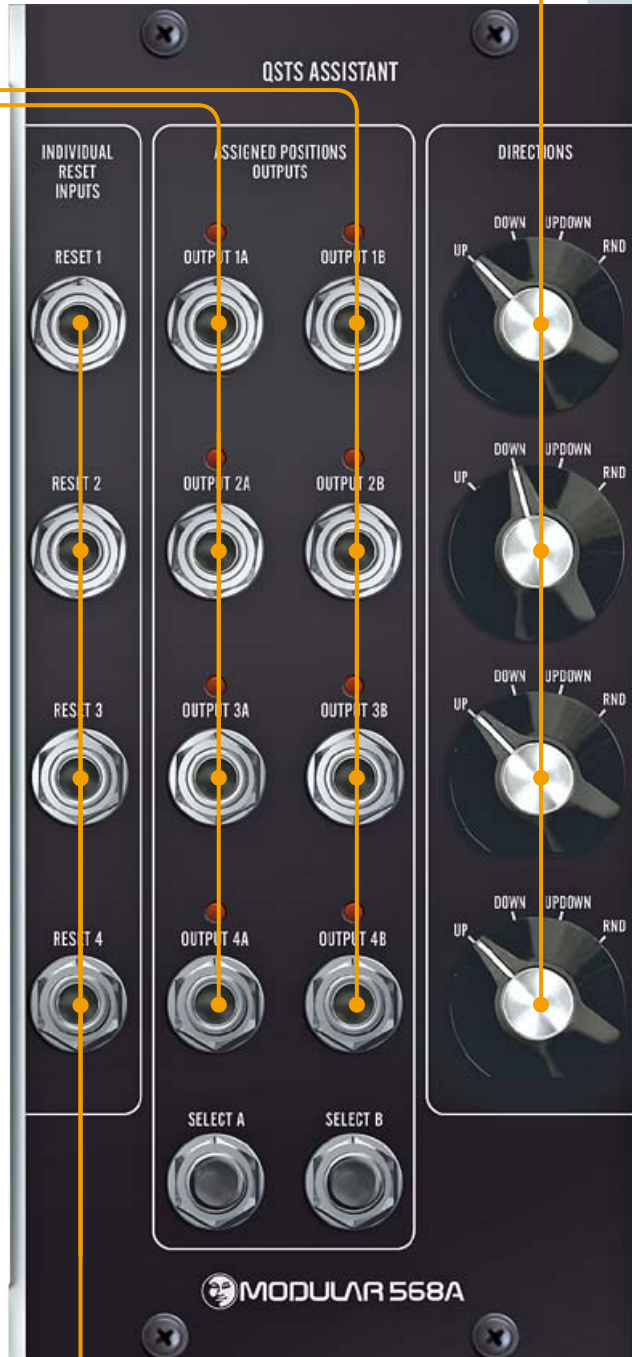 QSTS ASSISTANT
INDIVIDUAL
RESET
INPUTS
ASSIGNED POSITIONS
OUTPUTS
DIRECTIONS
RESET 1
OUTPUT 1A
OUTPUT 1B
UP
DOWN
UPDOWN
RND
RESET 2
OUTPUT 2A
OUTPUT 2B
UP
DOWN
UPDOWN
RND
RESET 3
OUTPUT 3A
OUTPUT 3B
UP
DOWN
UPDOWN
RND
RESET 4
OUTPUT 4A
OUTPUT 4B
UP
DOWN
UPDOWN
RND
SELECT A
SELECT B
MODULAR 568A